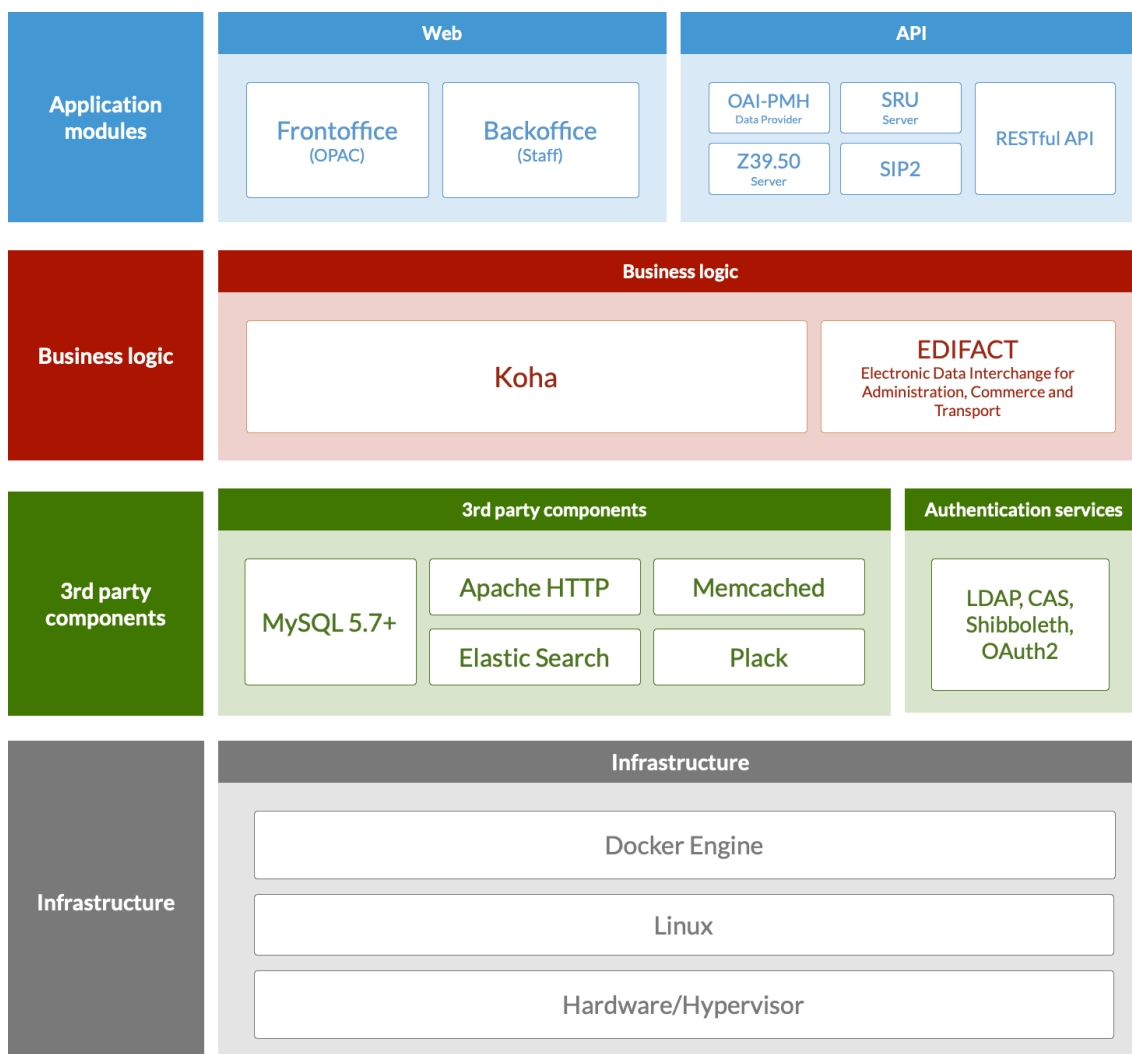 Application
modules
Web
Frontoffice
(OPAC)
Backoffice
(Staff)
API
OAI-PMH
Data Provider
SRU
Server
Z39.50
Server
SIP2
RESTful API
Business logic
Business logic
Koha
EDIFACT
Electronic Data Interchange for
Administration, Commerce and
Transport
3rd party
components
3rd party components
MySQL 5.7+
Apache HTTP
Memcached
Elastic Search
Plack
Authentication services
LDAP, CAS,
Shibboleth,
OAuth2
Infrastructure
Infrastructure
Docker Engine
Linux
Hardware/Hypervisor